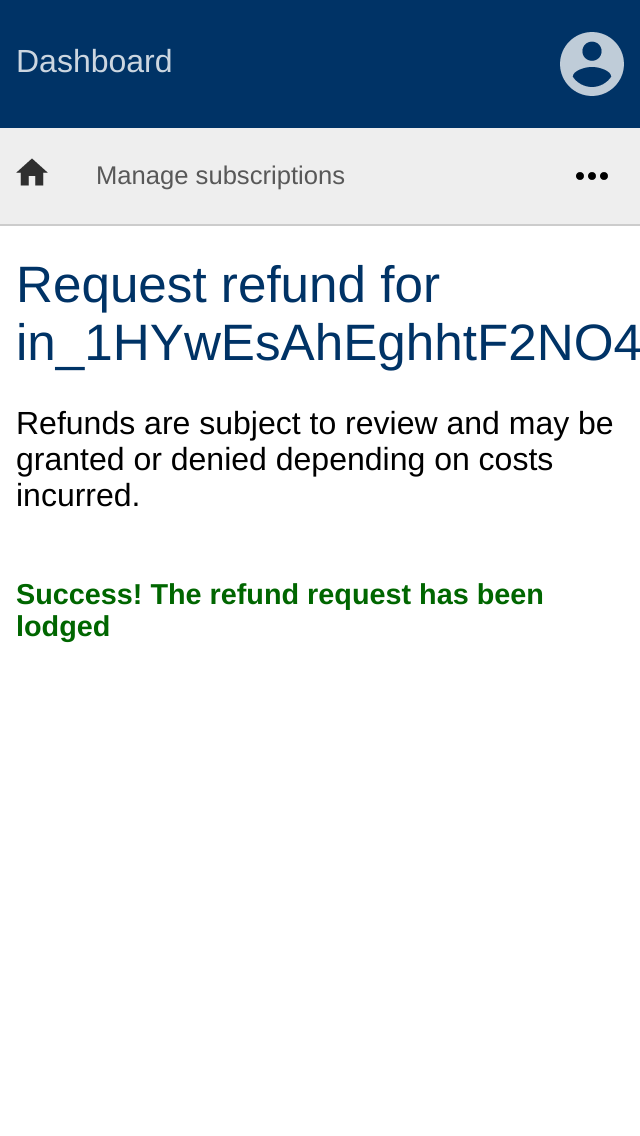 Dashboard
Manage subscriptions
Request refund for
in_1HYwEsAhEghhtF2NO4
Refunds are subject to review and may be
granted or denied depending on costs
incurred.
Success! The refund request has been
lodged